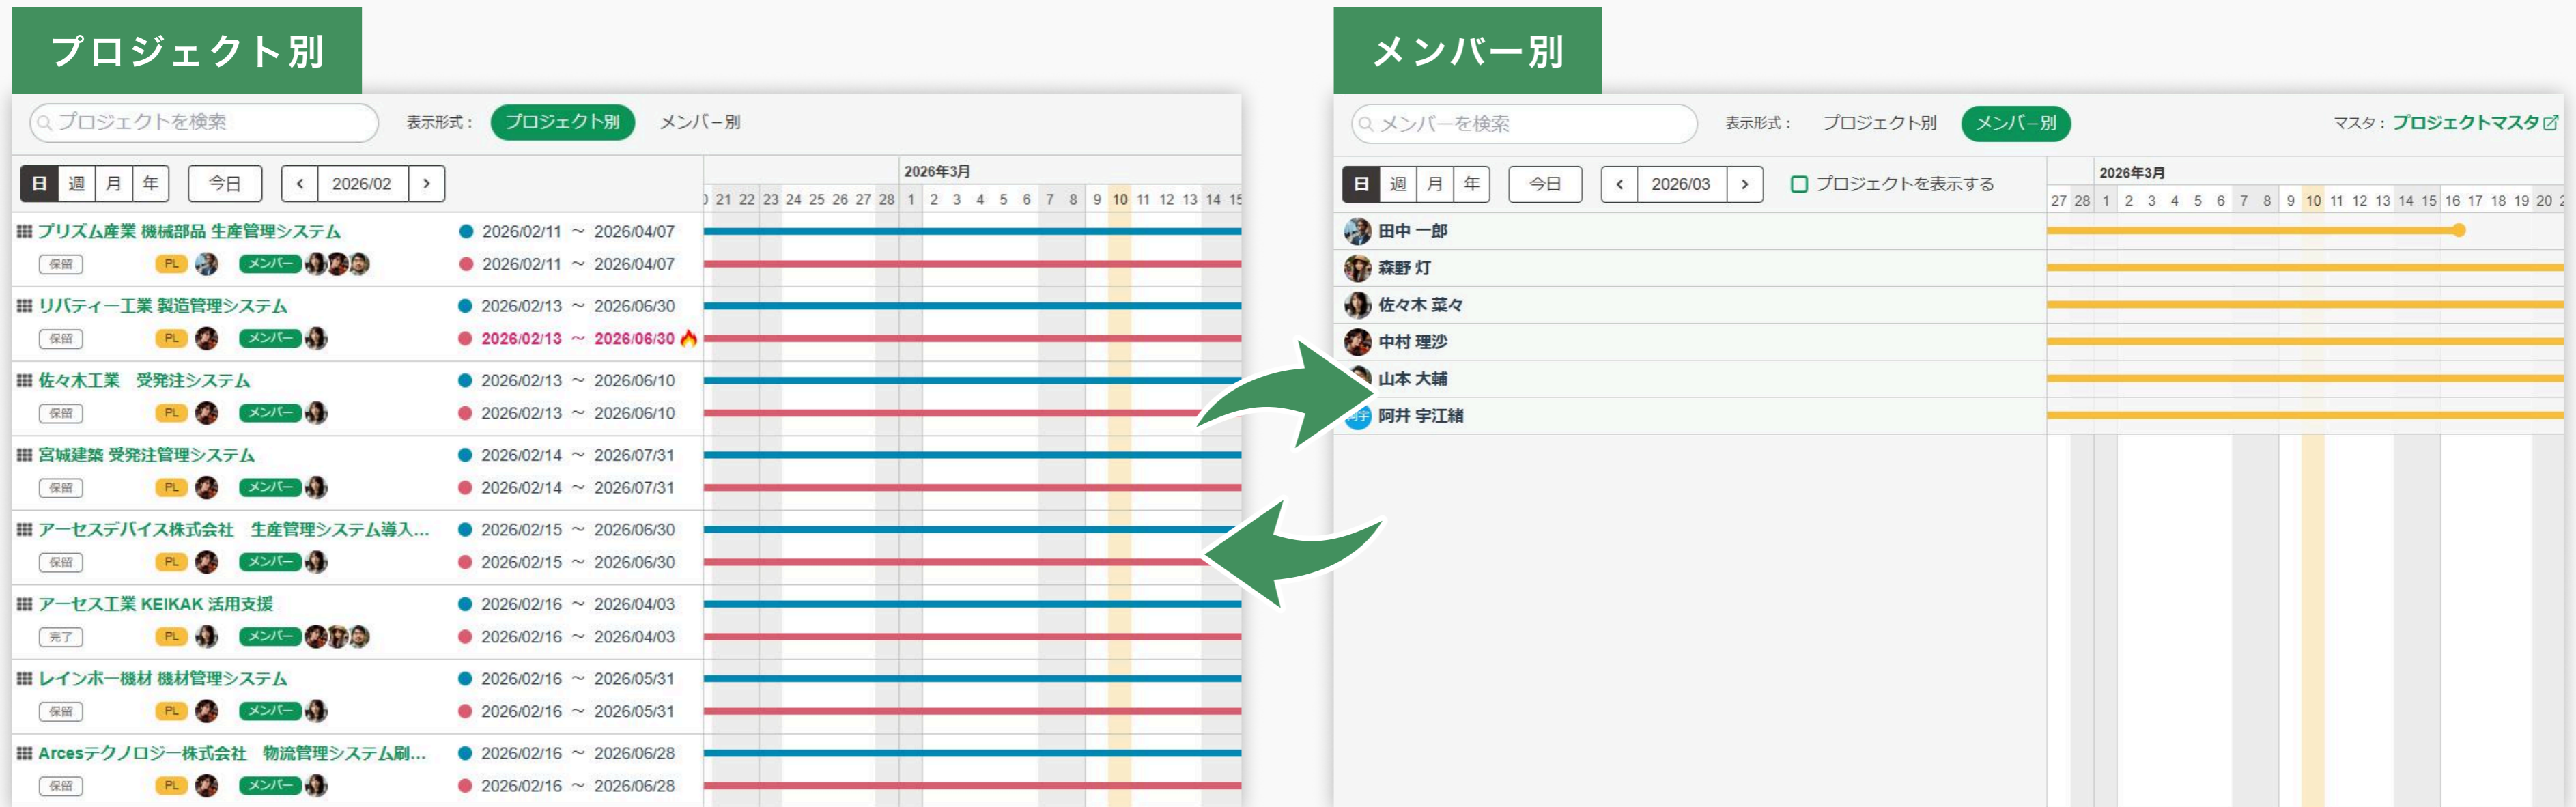 プロジェクト別
プロジェクトを検索
表示形式： プロジェクト別 メンバー別
日 週 月 年 今日 ‹ 2026/02 ›
2026年3月
21 22 23 24 25 26 27 28 1 2 3 4 5 6 7 8 9 10 11 12 13 14 15
プリズム産業 機械部品 生産管理システム 2026/02/11 ～ 2026/04/07
保留 PL メンバー 2026/02/11 ～ 2026/04/07
リバティー工業 製造管理システム 2026/02/13 ～ 2026/06/30
保留 PL メンバー 2026/02/13 ～ 2026/06/30
佐々木工業　受発注システム 2026/02/13 ～ 2026/06/10
保留 PL メンバー 2026/02/13 ～ 2026/06/10
宮城建築 受発注管理システム 2026/02/14 ～ 2026/07/31
保留 PL メンバー 2026/02/14 ～ 2026/07/31
アーセスデバイス株式会社　生産管理システム導入... 2026/02/15 ～ 2026/06/30
保留 PL メンバー 2026/02/15 ～ 2026/06/30
アーセス工業 KEIKAK 活用支援 2026/02/16 ～ 2026/04/03
完了 PL メンバー 2026/02/16 ～ 2026/04/03
レインボー機材 機材管理システム 2026/02/16 ～ 2026/05/31
保留 PL メンバー 2026/02/16 ～ 2026/05/31
Arcesテクノロジー株式会社　物流管理システム刷... 2026/02/16 ～ 2026/06/28
保留 PL メンバー 2026/02/16 ～ 2026/06/28
メンバー別
メンバーを検索
表示形式： プロジェクト別 メンバー別
マスタ： プロジェクトマスタ
日 週 月 年 今日 ‹ 2026/03 › プロジェクトを表示する
2026年3月
27 28 1 2 3 4 5 6 7 8 9 10 11 12 13 14 15 16 17 18 19 20
田中 一郎
森野 灯
佐々木 菜々
中村 理沙
山本 大輔
阿井 宇江緒